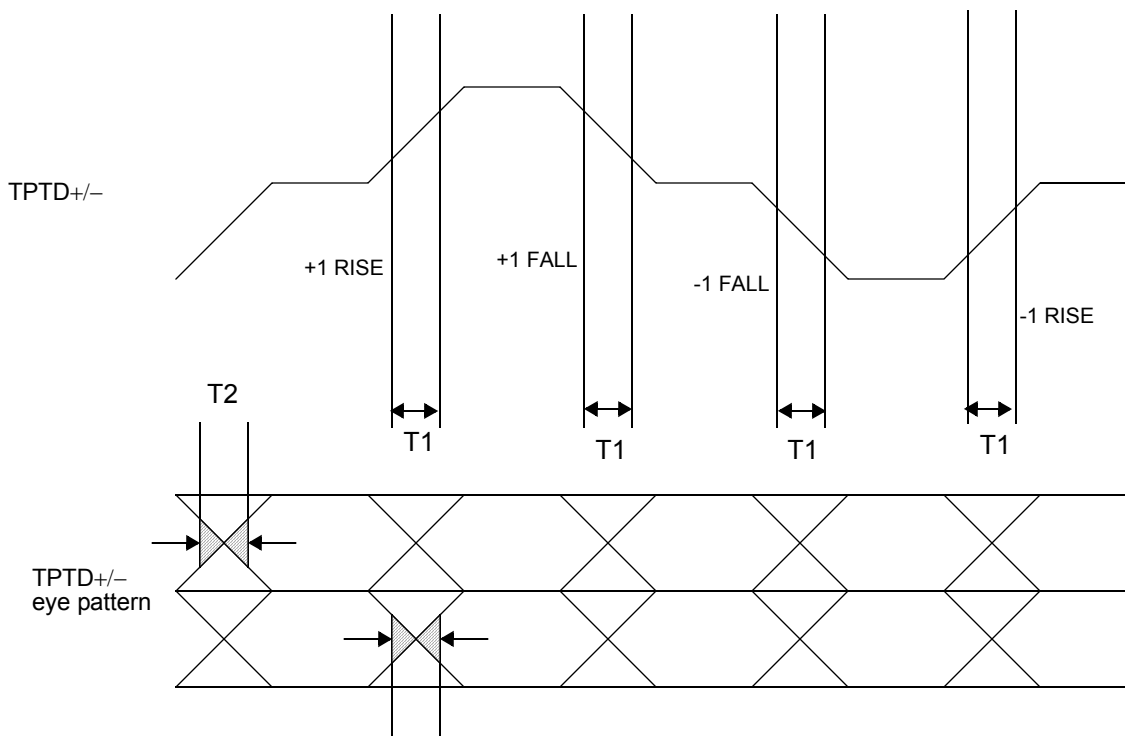 TPTD+/−
+1 RISE
+1 FALL
-1 FALL
-1 RISE
T2
T1
T1
T1
T1
TPTD+/−
eye pattern